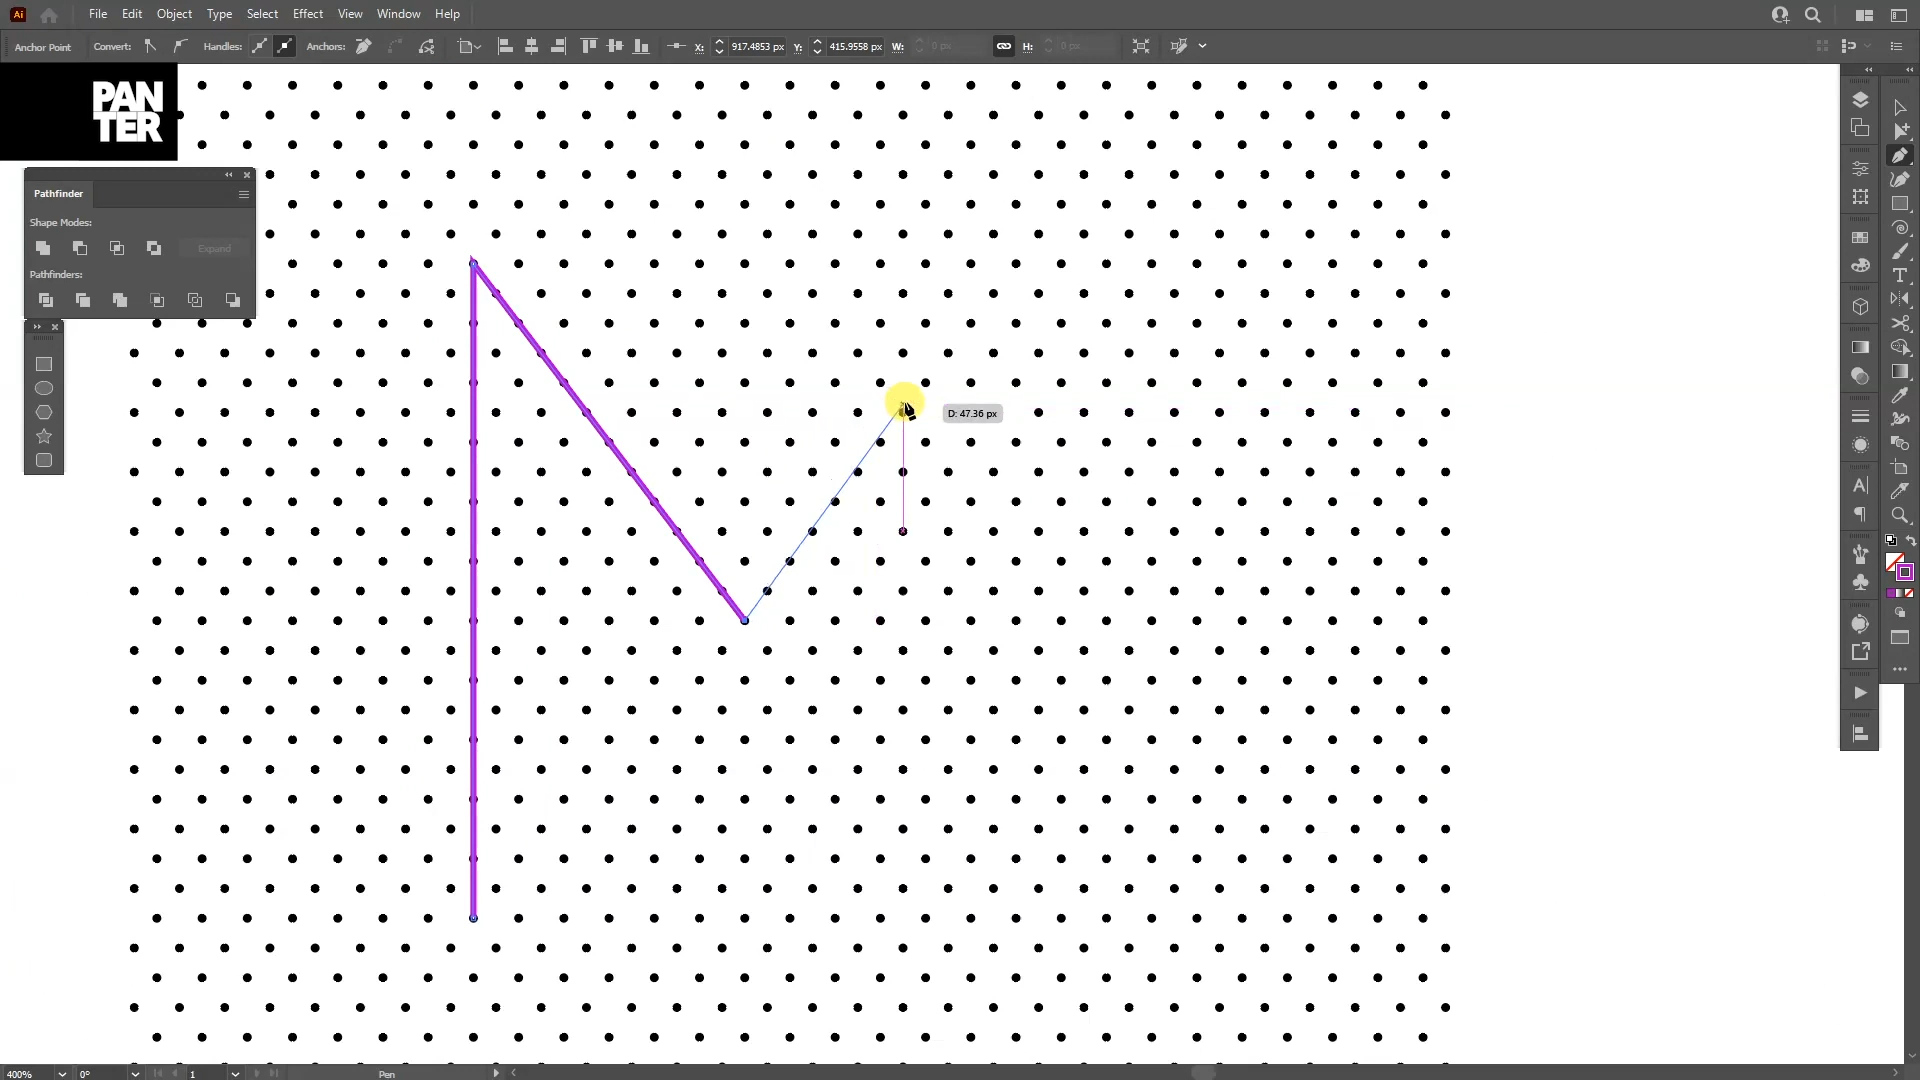 Ai File Edit Object Type Select Effect View Window Help
Anchor Point Convert: Handles: Anchors: X: 917.4853 px Y: 415.9558 px W: 0 px H: 0 px
PAN
TER
Pathfinder
Shape Modes:
Expand
Pathfinders:
D: 47.36 px
400% 0° 1 Pen